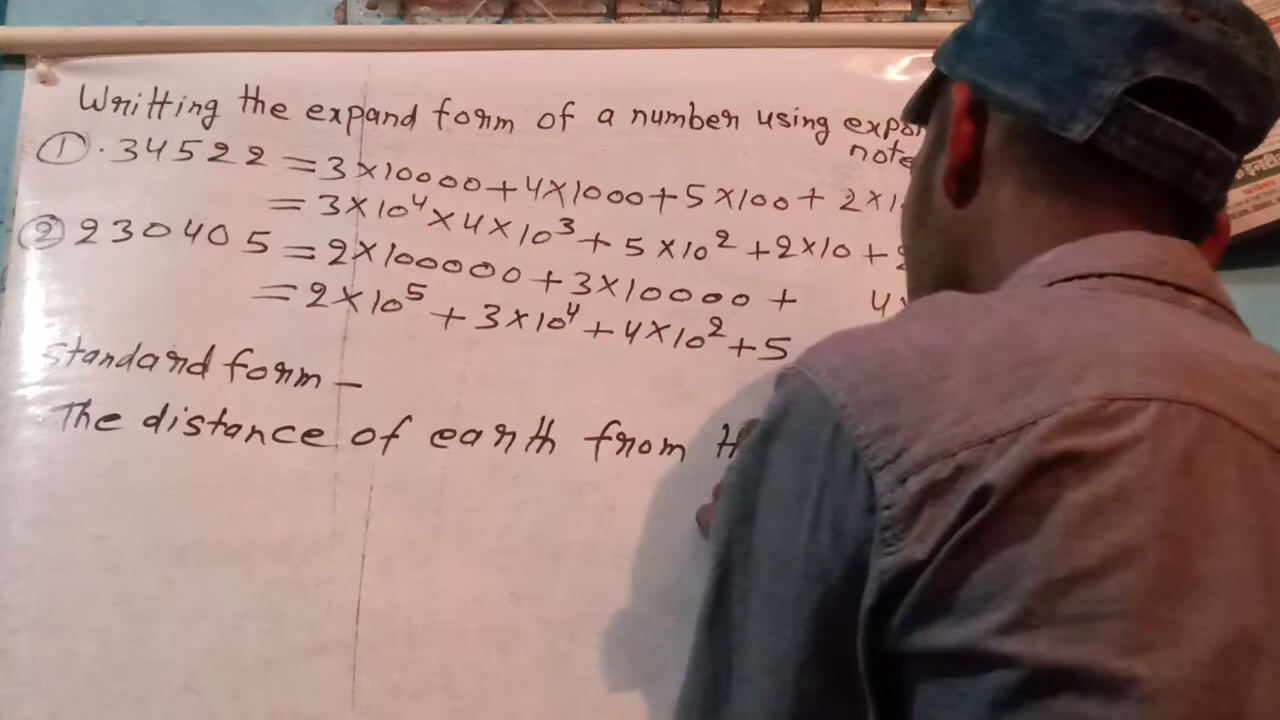 Writting the expand form of a number using
① . 34522 = 3×10000+4×1000+5×100+ 2×1
= 3×10⁴×4×10³+5×10²+2×10+
② 230405 = 2×100000+3×10000+ 4×
= 2×10⁵+3×10⁴+4×10²+5
standard form –
The distance of earth from